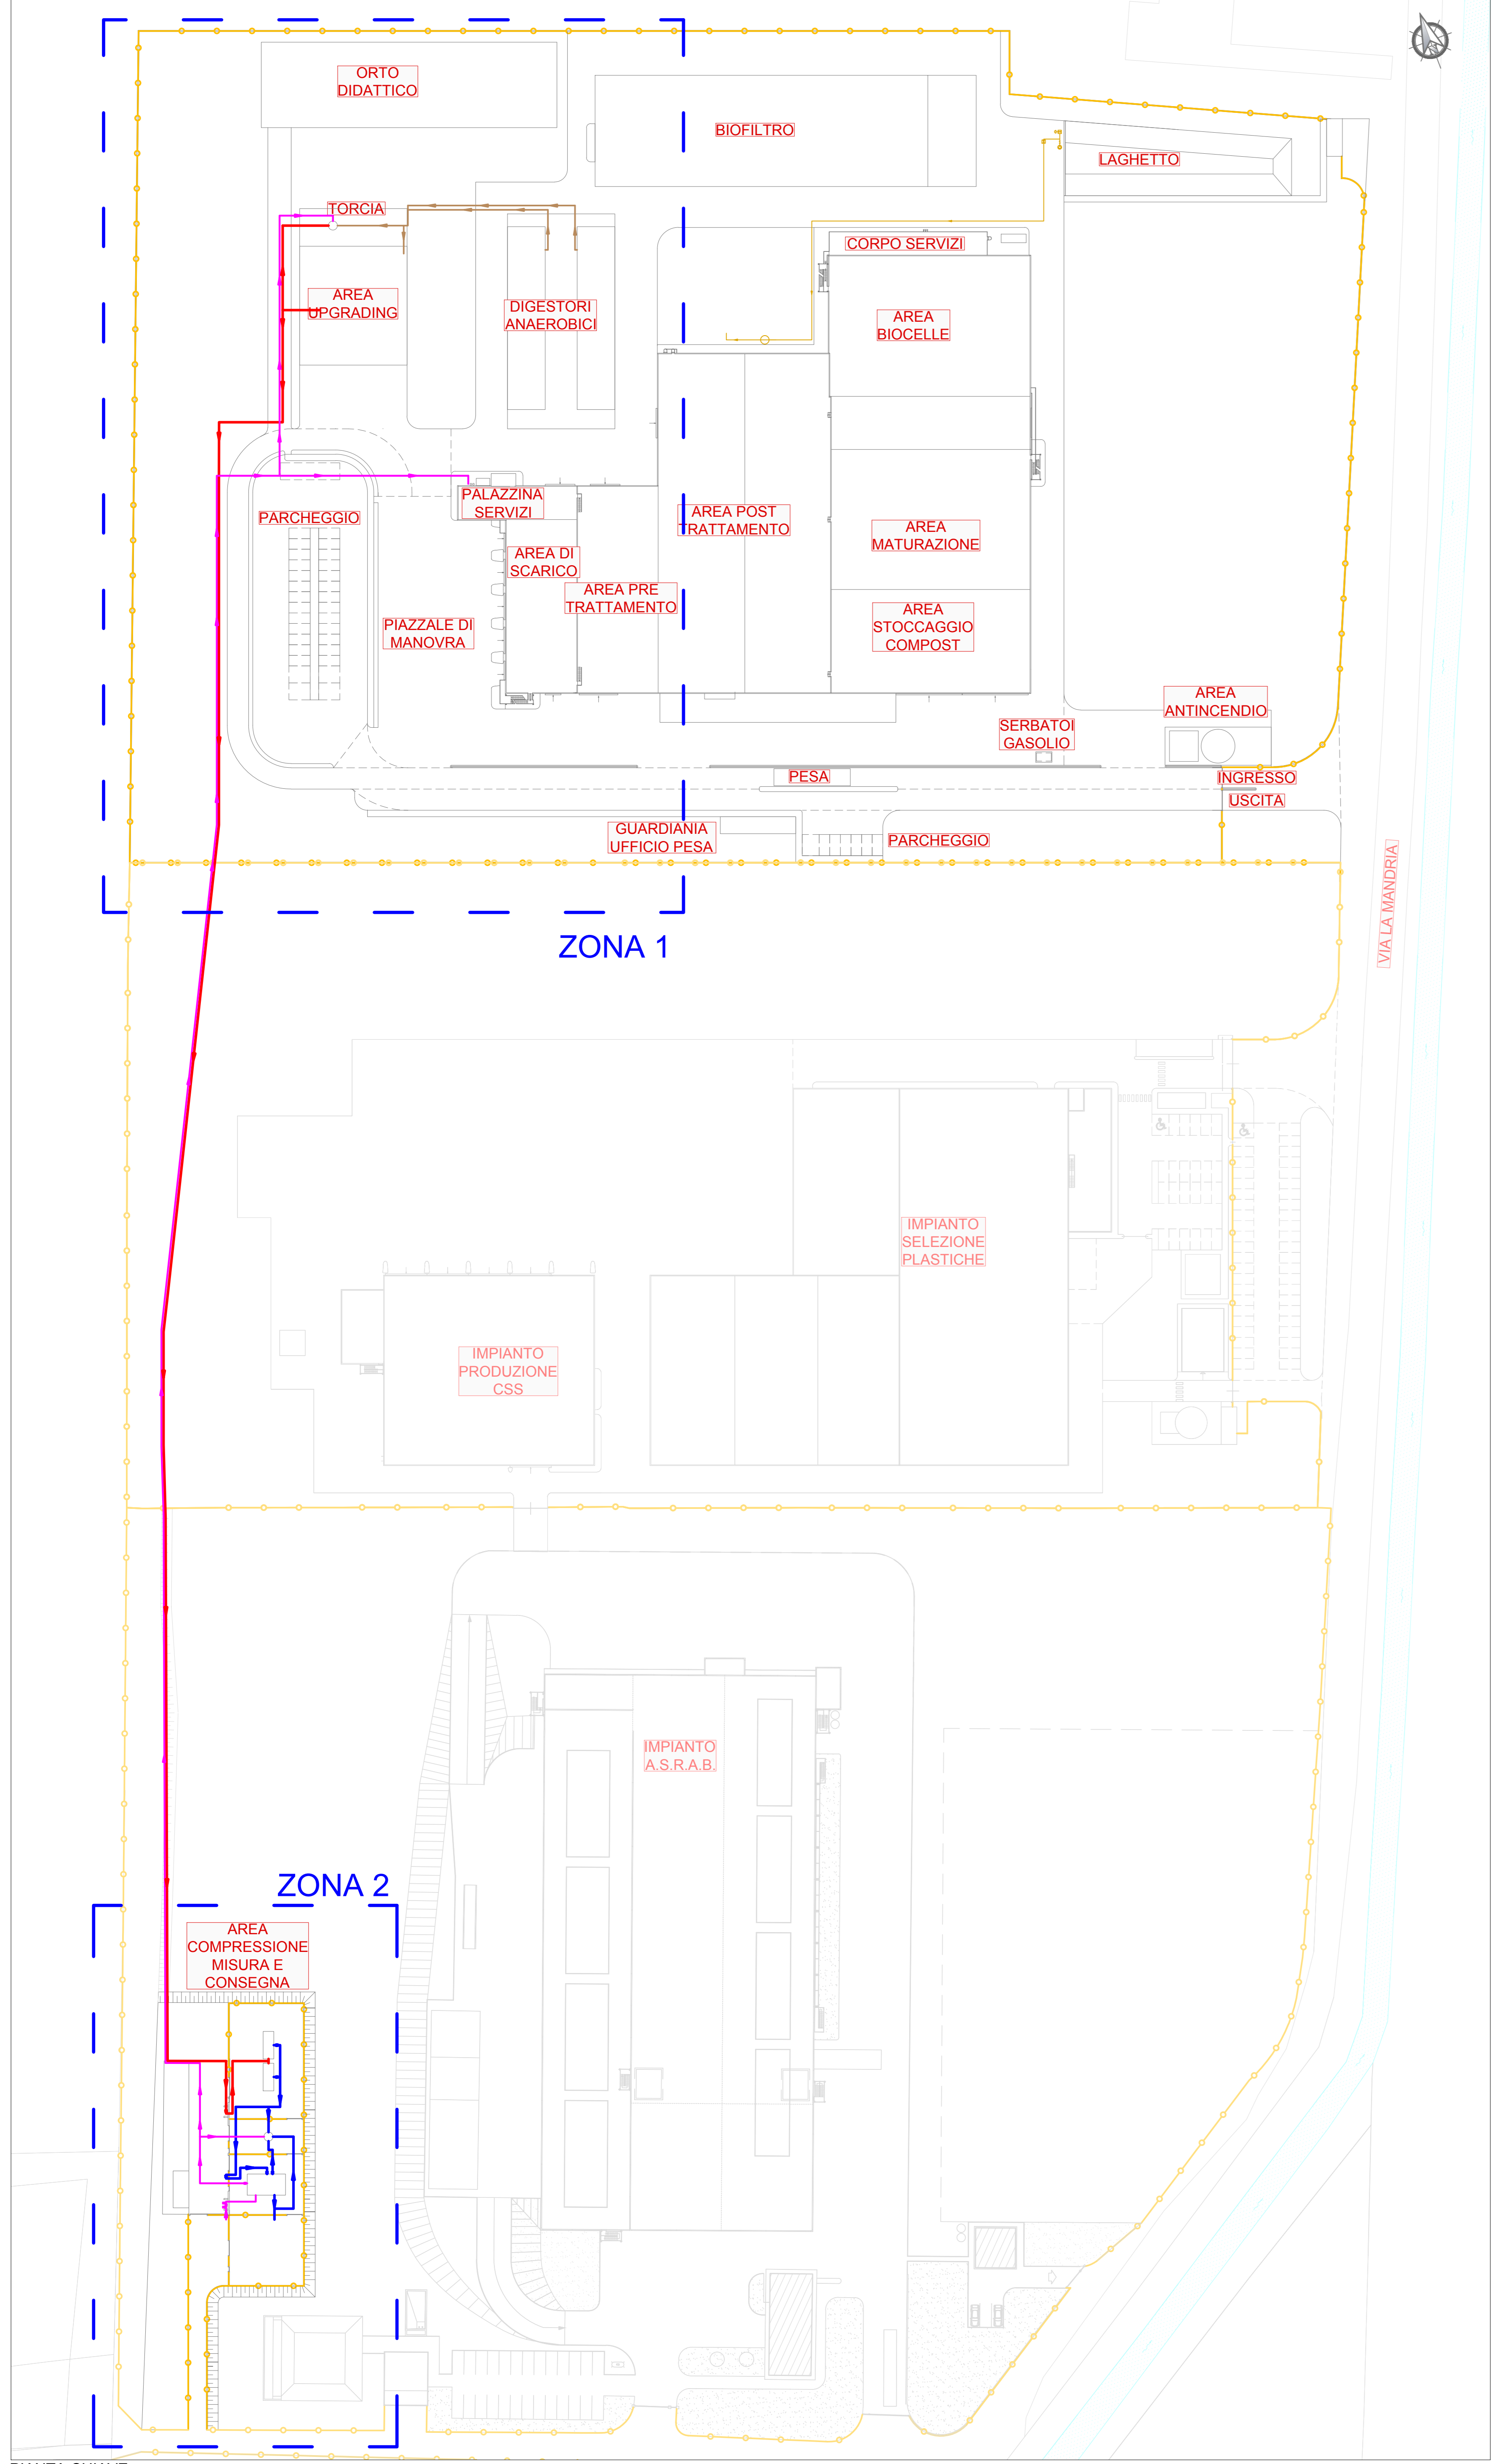 ORTO
DIDATTICO
BIOFILTRO
LAGHETTO
TORCIA
CORPO SERVIZI
AREA
UPGRADING
DIGESTORI
ANAEROBICI
AREA
BIOCELLE
PALAZZINA
SERVIZI
PARCHEGGIO
AREA POST
TRATTAMENTO
AREA
MATURAZIONE
AREA DI
SCARICO
AREA PRE
TRATTAMENTO
PIAZZALE DI
MANOVRA
AREA
STOCCAGGIO
COMPOST
AREA
ANTINCENDIO
SERBATOI
GASOLIO
PESA
INGRESSO
USCITA
GUARDIANIA
UFFICIO PESA
PARCHEGGIO
VIA LA MANDRIA
ZONA 1
IMPIANTO
SELEZIONE
PLASTICHE
IMPIANTO
PRODUZIONE
CSS
IMPIANTO
A.S.R.A.B.
ZONA 2
AREA
COMPRESSIONE
MISURA E
CONSEGNA